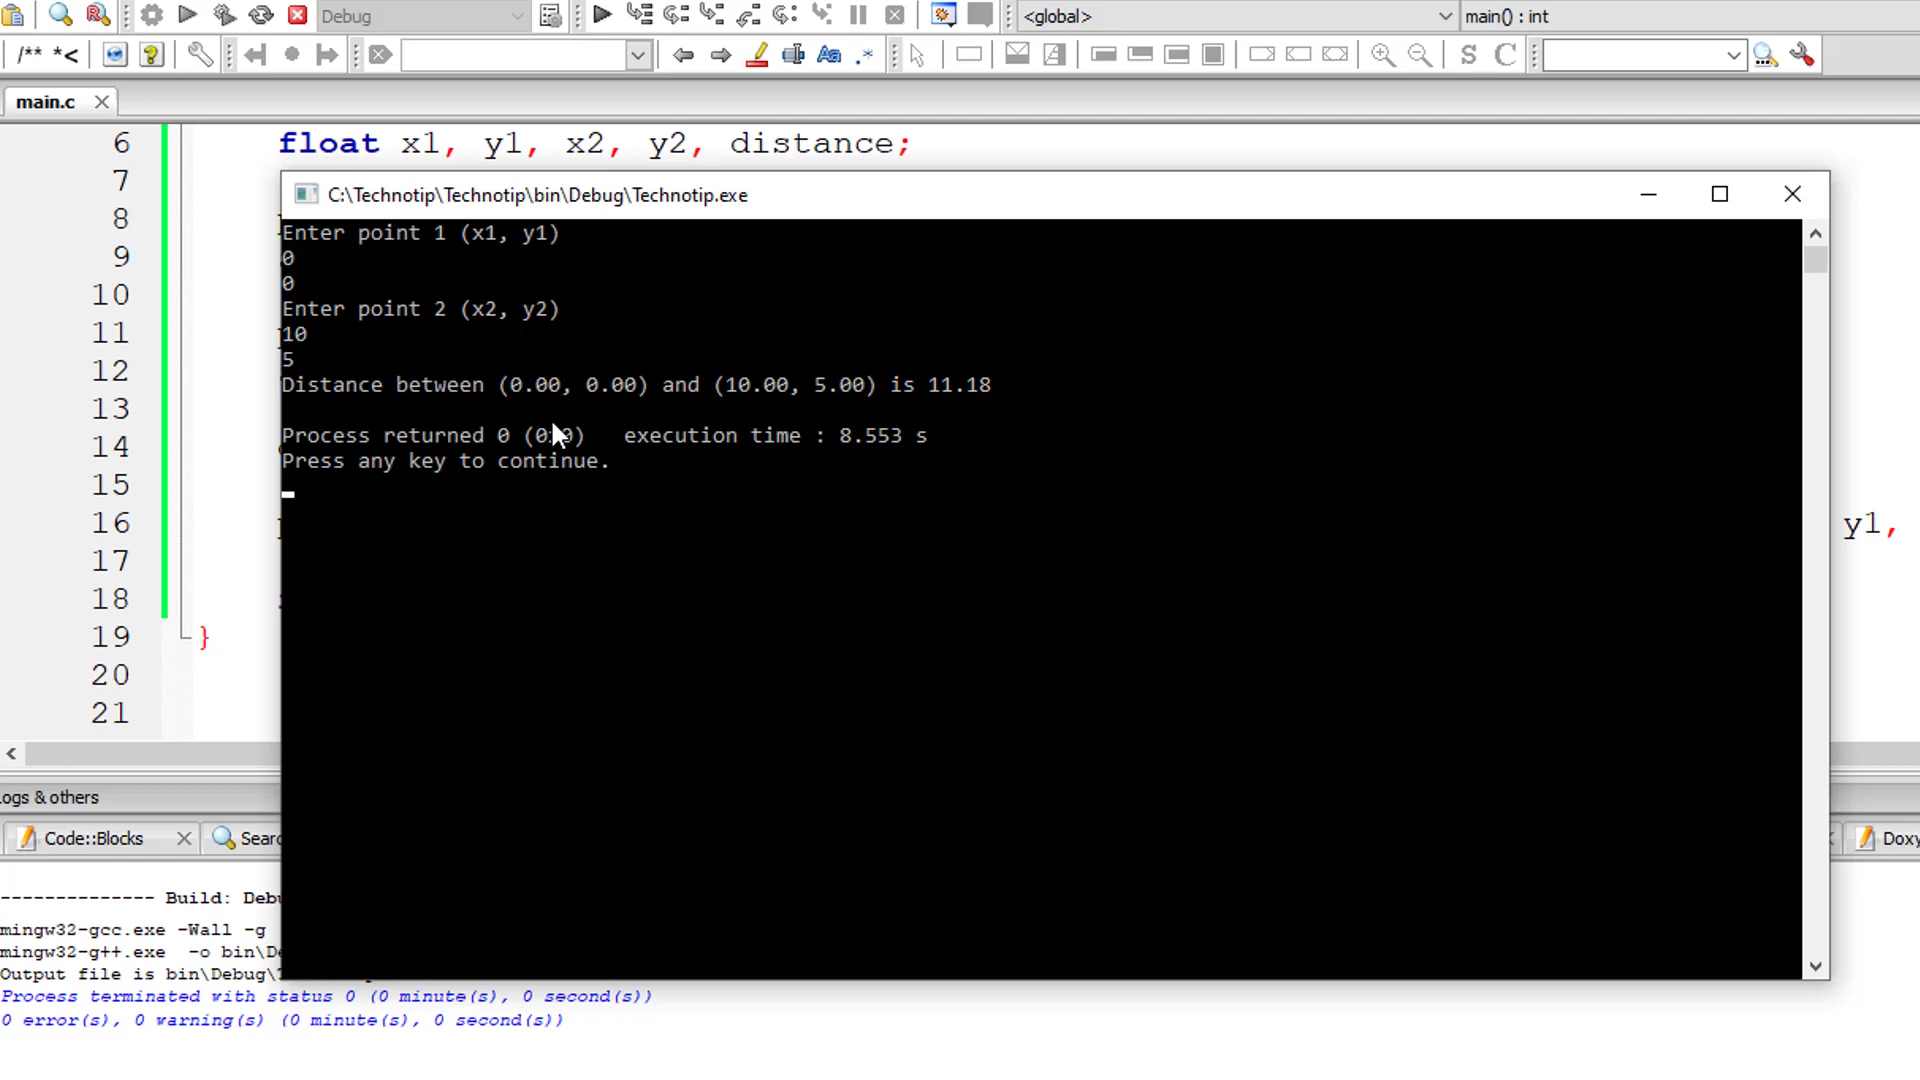 Debug
<global>
main() : int
/** *<
main.c
6 float x1, y1, x2, y2, distance;
7
8
9
10
11
12
13
14
15
16 y1,
17
18
19 }
20
21
C:\Technotip\Technotip\bin\Debug\Technotip.exe
Enter point 1 (x1, y1)
0
0
Enter point 2 (x2, y2)
10
5
Distance between (0.00, 0.00) and (10.00, 5.00) is 11.18
Process returned 0 (0x0) execution time : 8.553 s
Press any key to continue.
ogs & others
Code::Blocks
Searc
Doxy
-------------- Build: Debu
mingw32-gcc.exe -Wall -g
mingw32-g++.exe -o bin\De
Output file is bin\Debug\
Process terminated with status 0 (0 minute(s), 0 second(s))
0 error(s), 0 warning(s) (0 minute(s), 0 second(s))